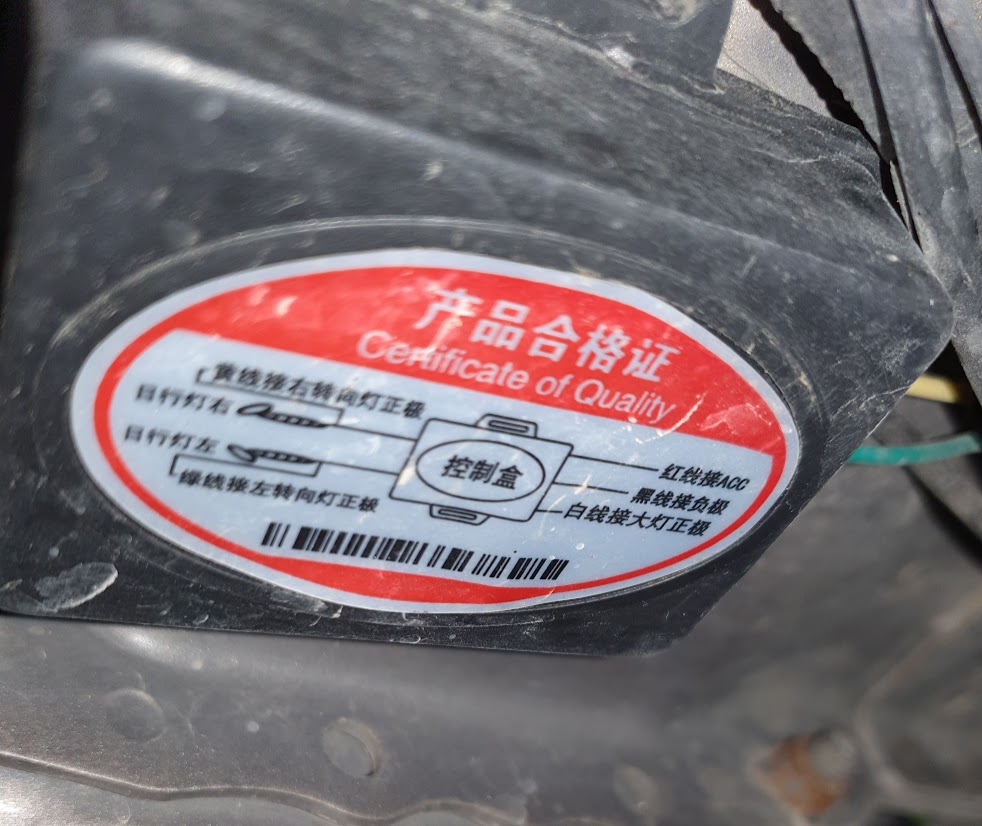 产品合格证
Certificate of Quality
黄线接右转向灯正极
日行灯右
日行灯左
绿线接左转向灯正极
控制盒
红线接ACC
黑线接负极
白线接大灯正极